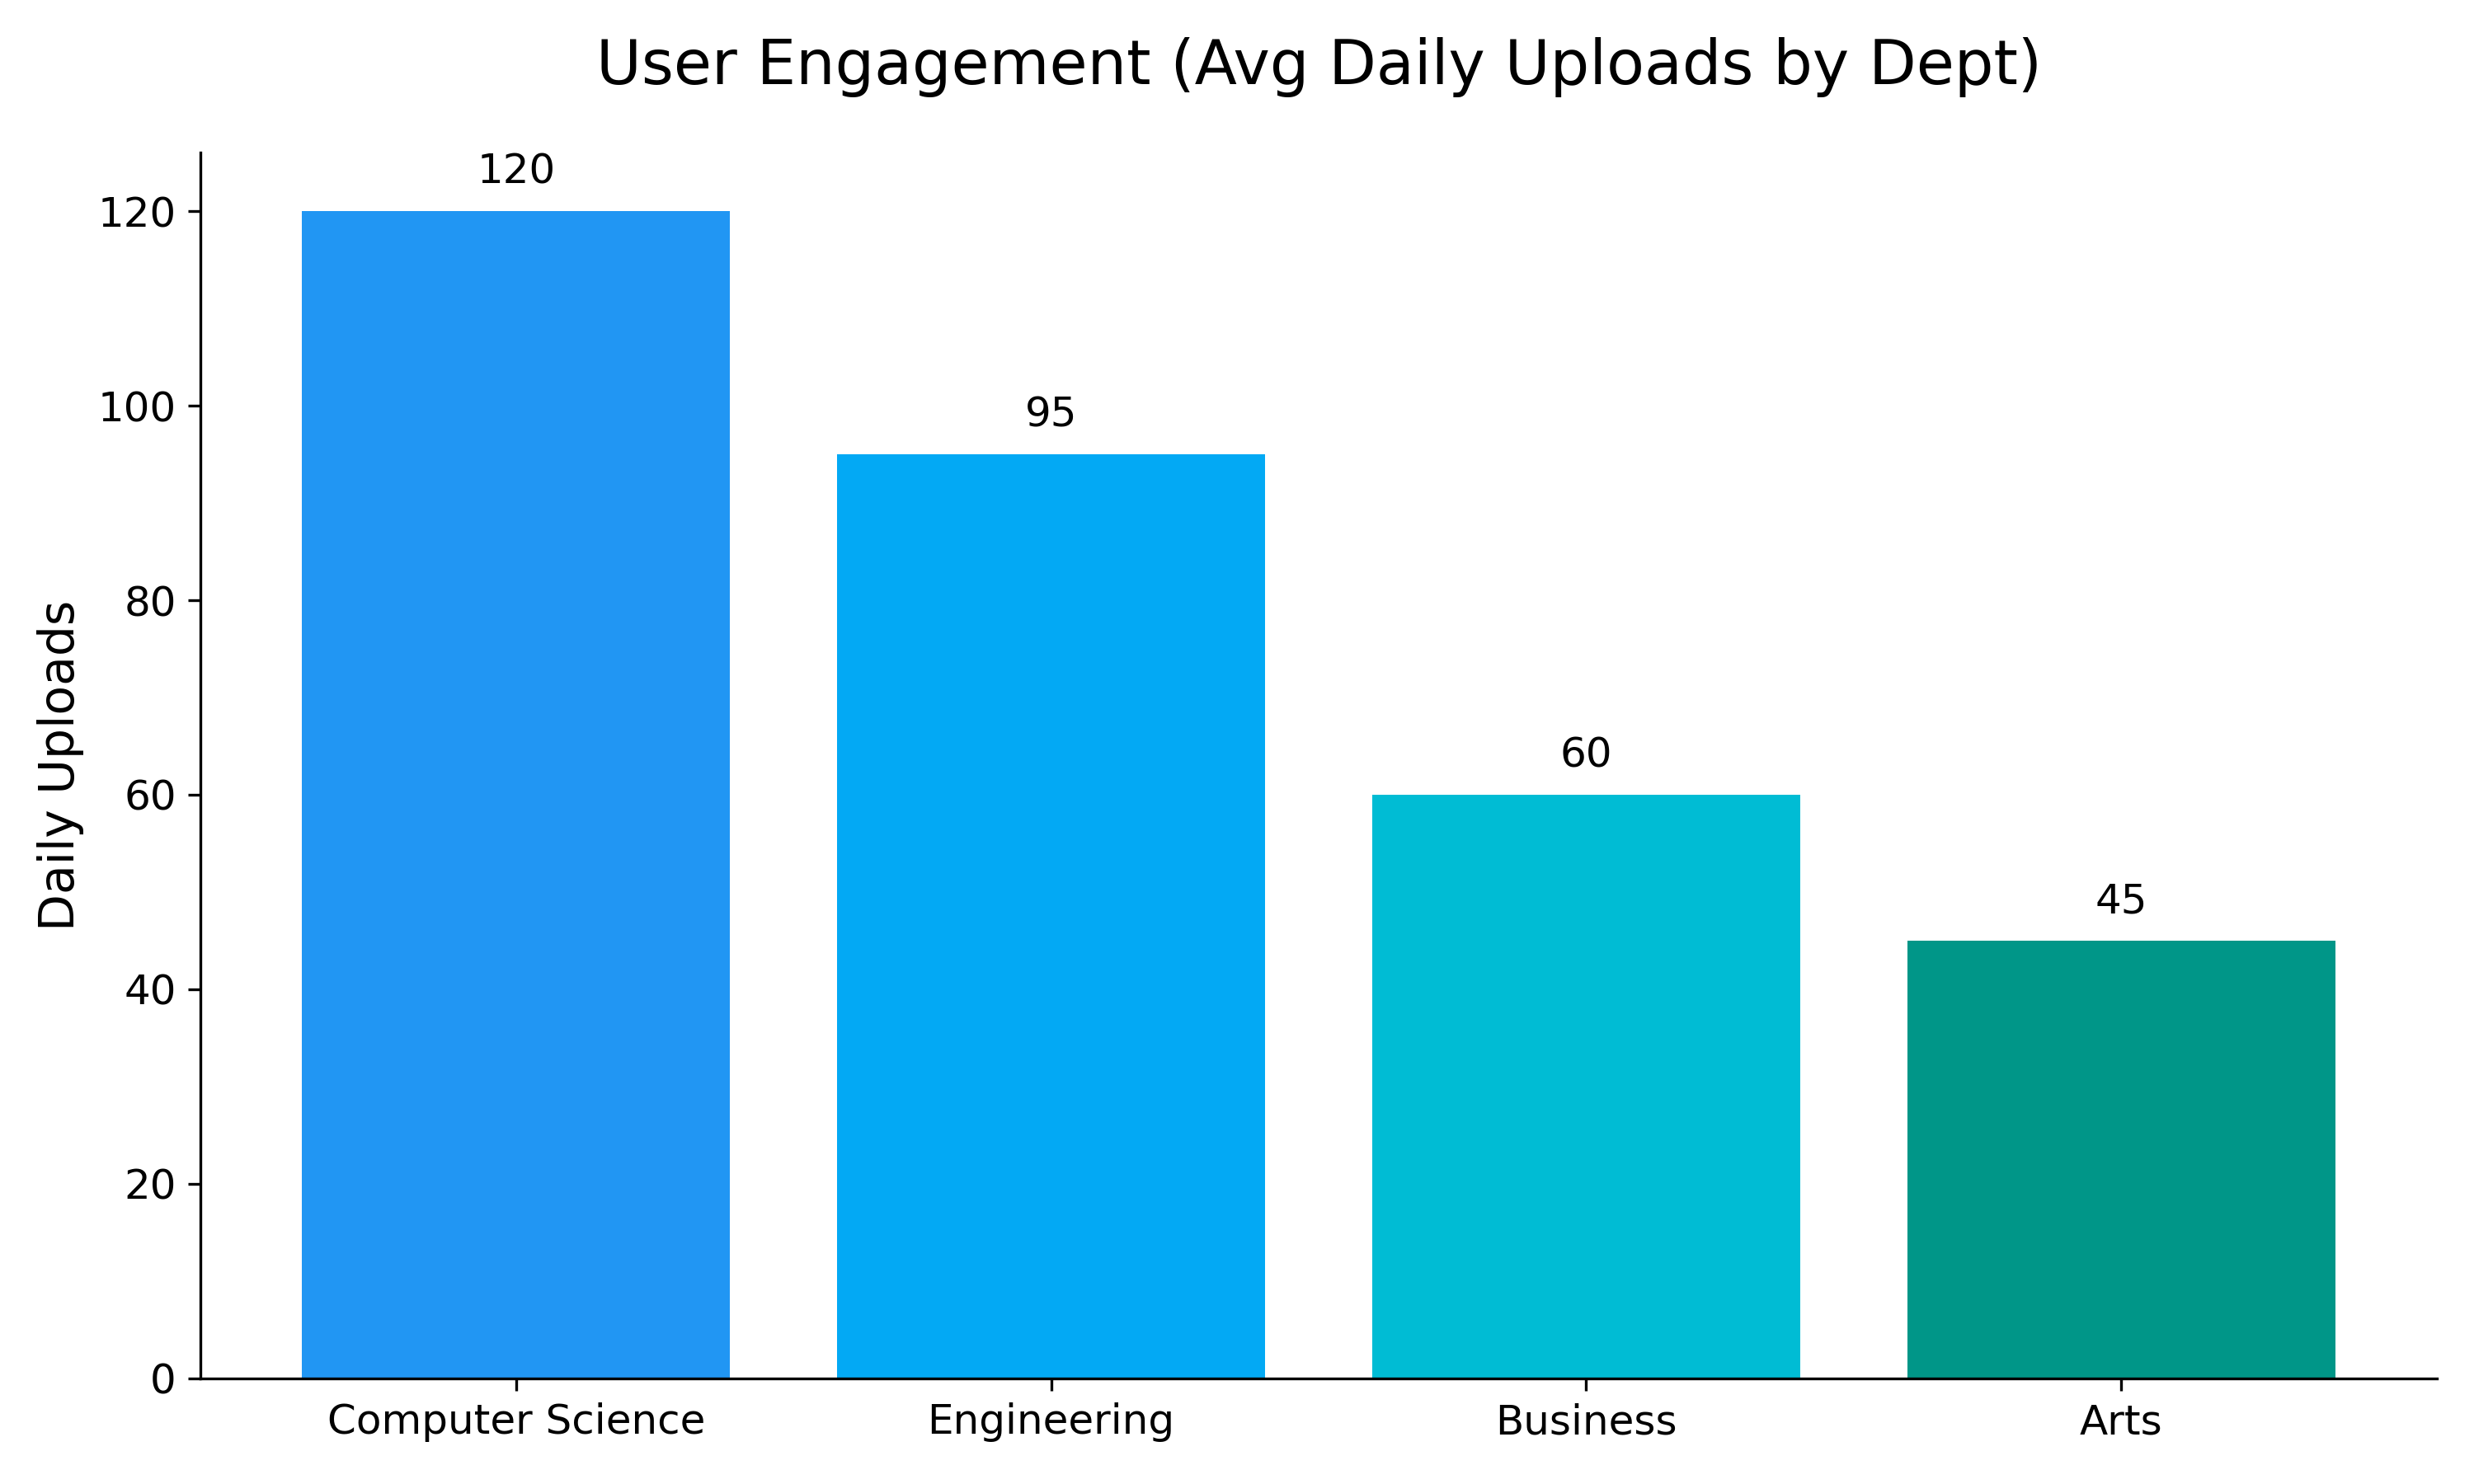 User Engagement (Avg Daily Uploads by Dept)
Daily Uploads
120
100
80
60
40
20
0
120
95
60
45
Computer Science
Engineering
Business
Arts